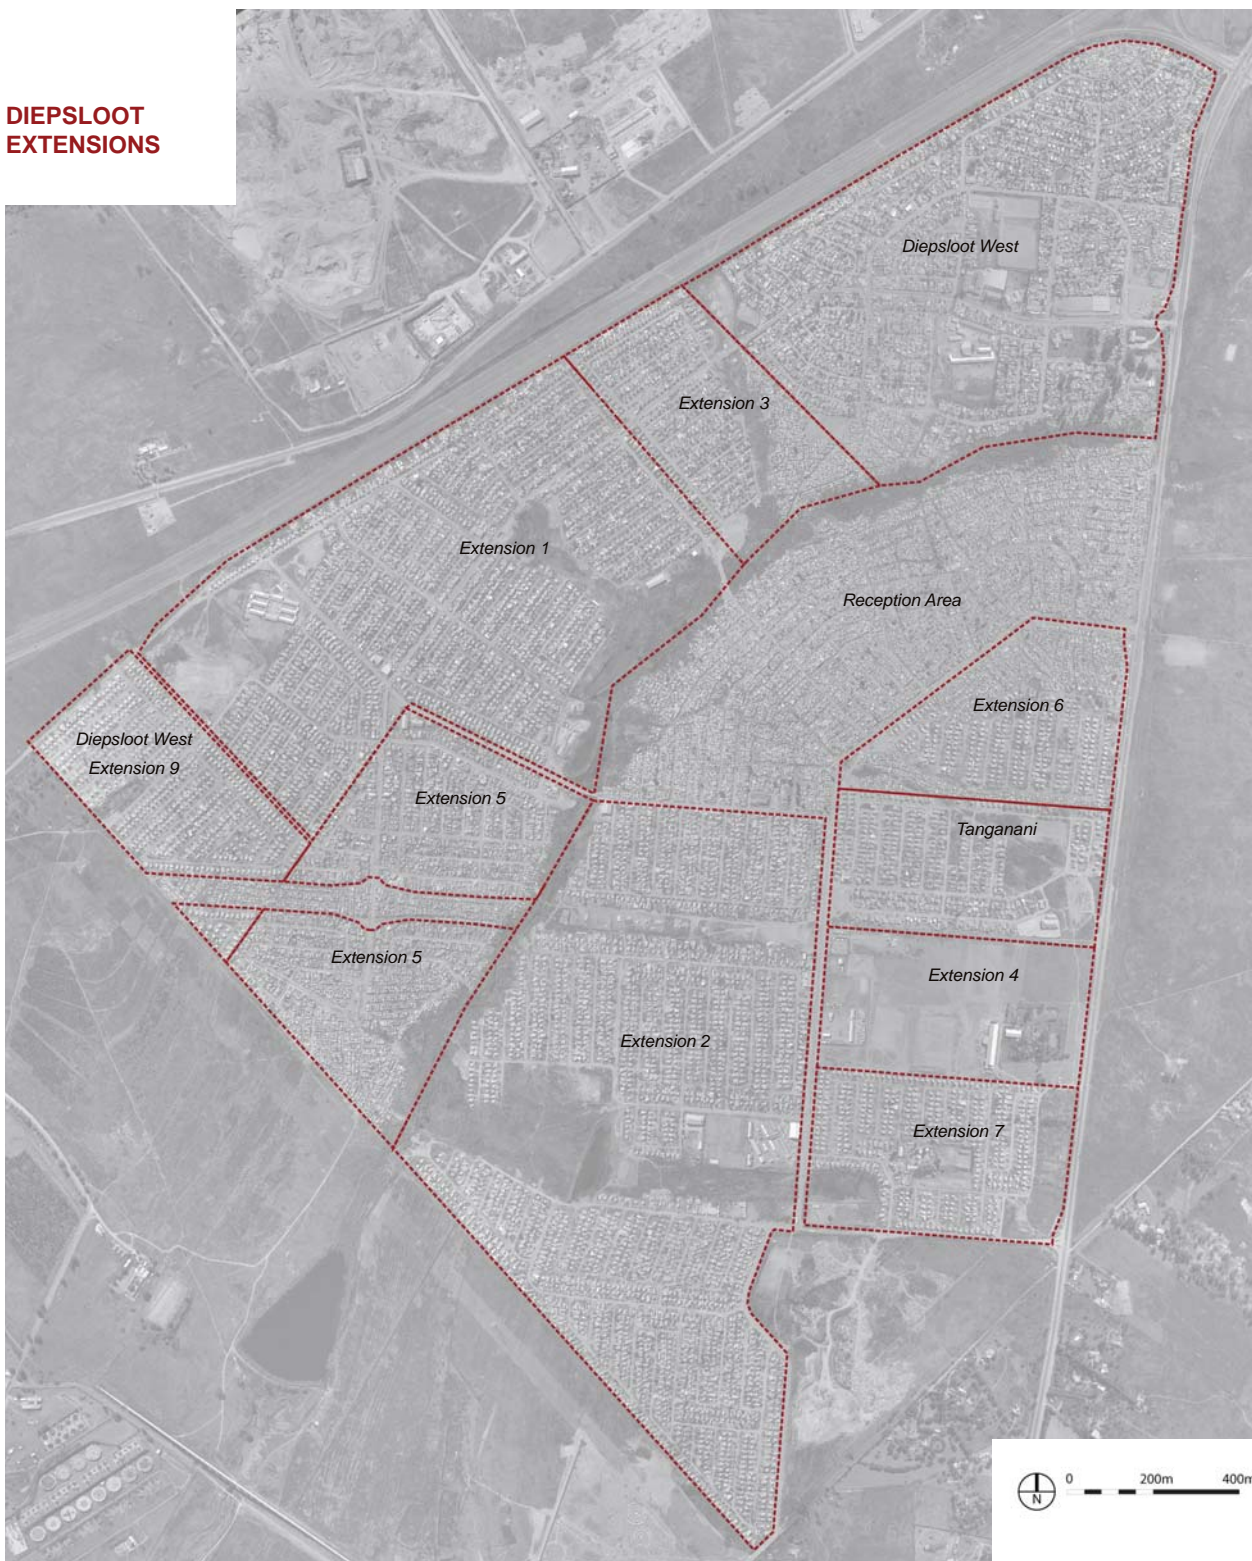 DIEPSLOOT
EXTENSIONS
Diepsloot West
Extension 3
Extension 1
Reception Area
Extension 6
Diepsloot West
Extension 9
Extension 5
Tanganani
Extension 5
Extension 4
Extension 2
Extension 7
N
0 200m 400m